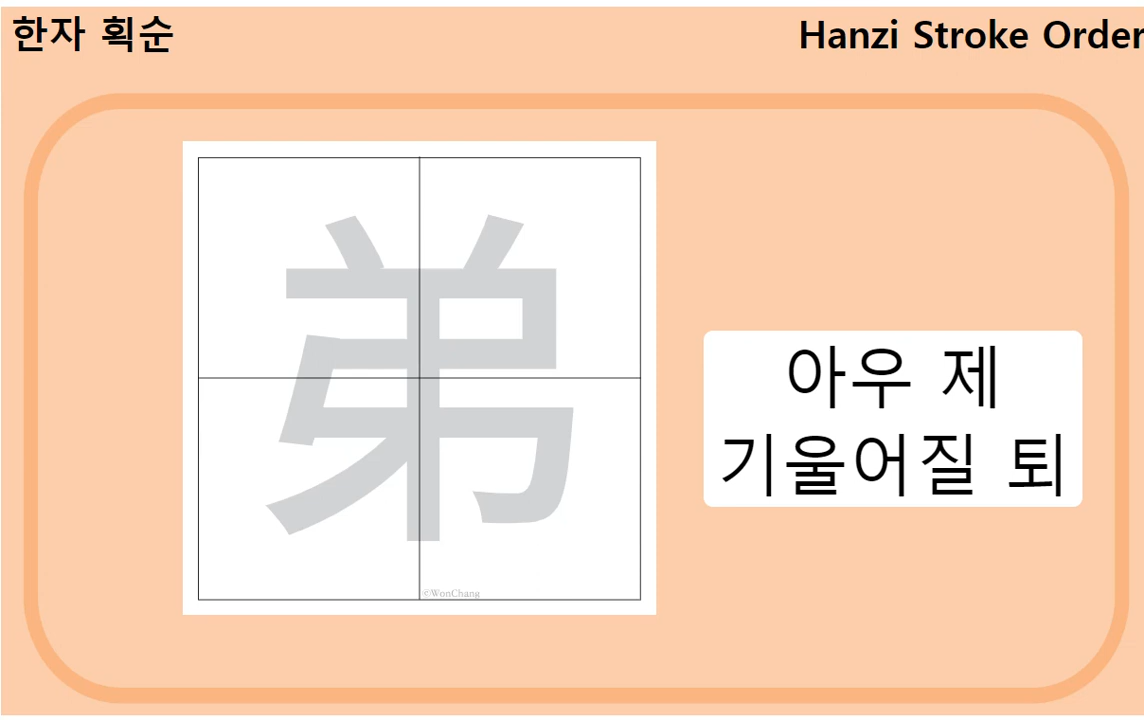 한자 획순
Hanzi Stroke Order
弟
아우 제
기울어질 퇴
©WonChang